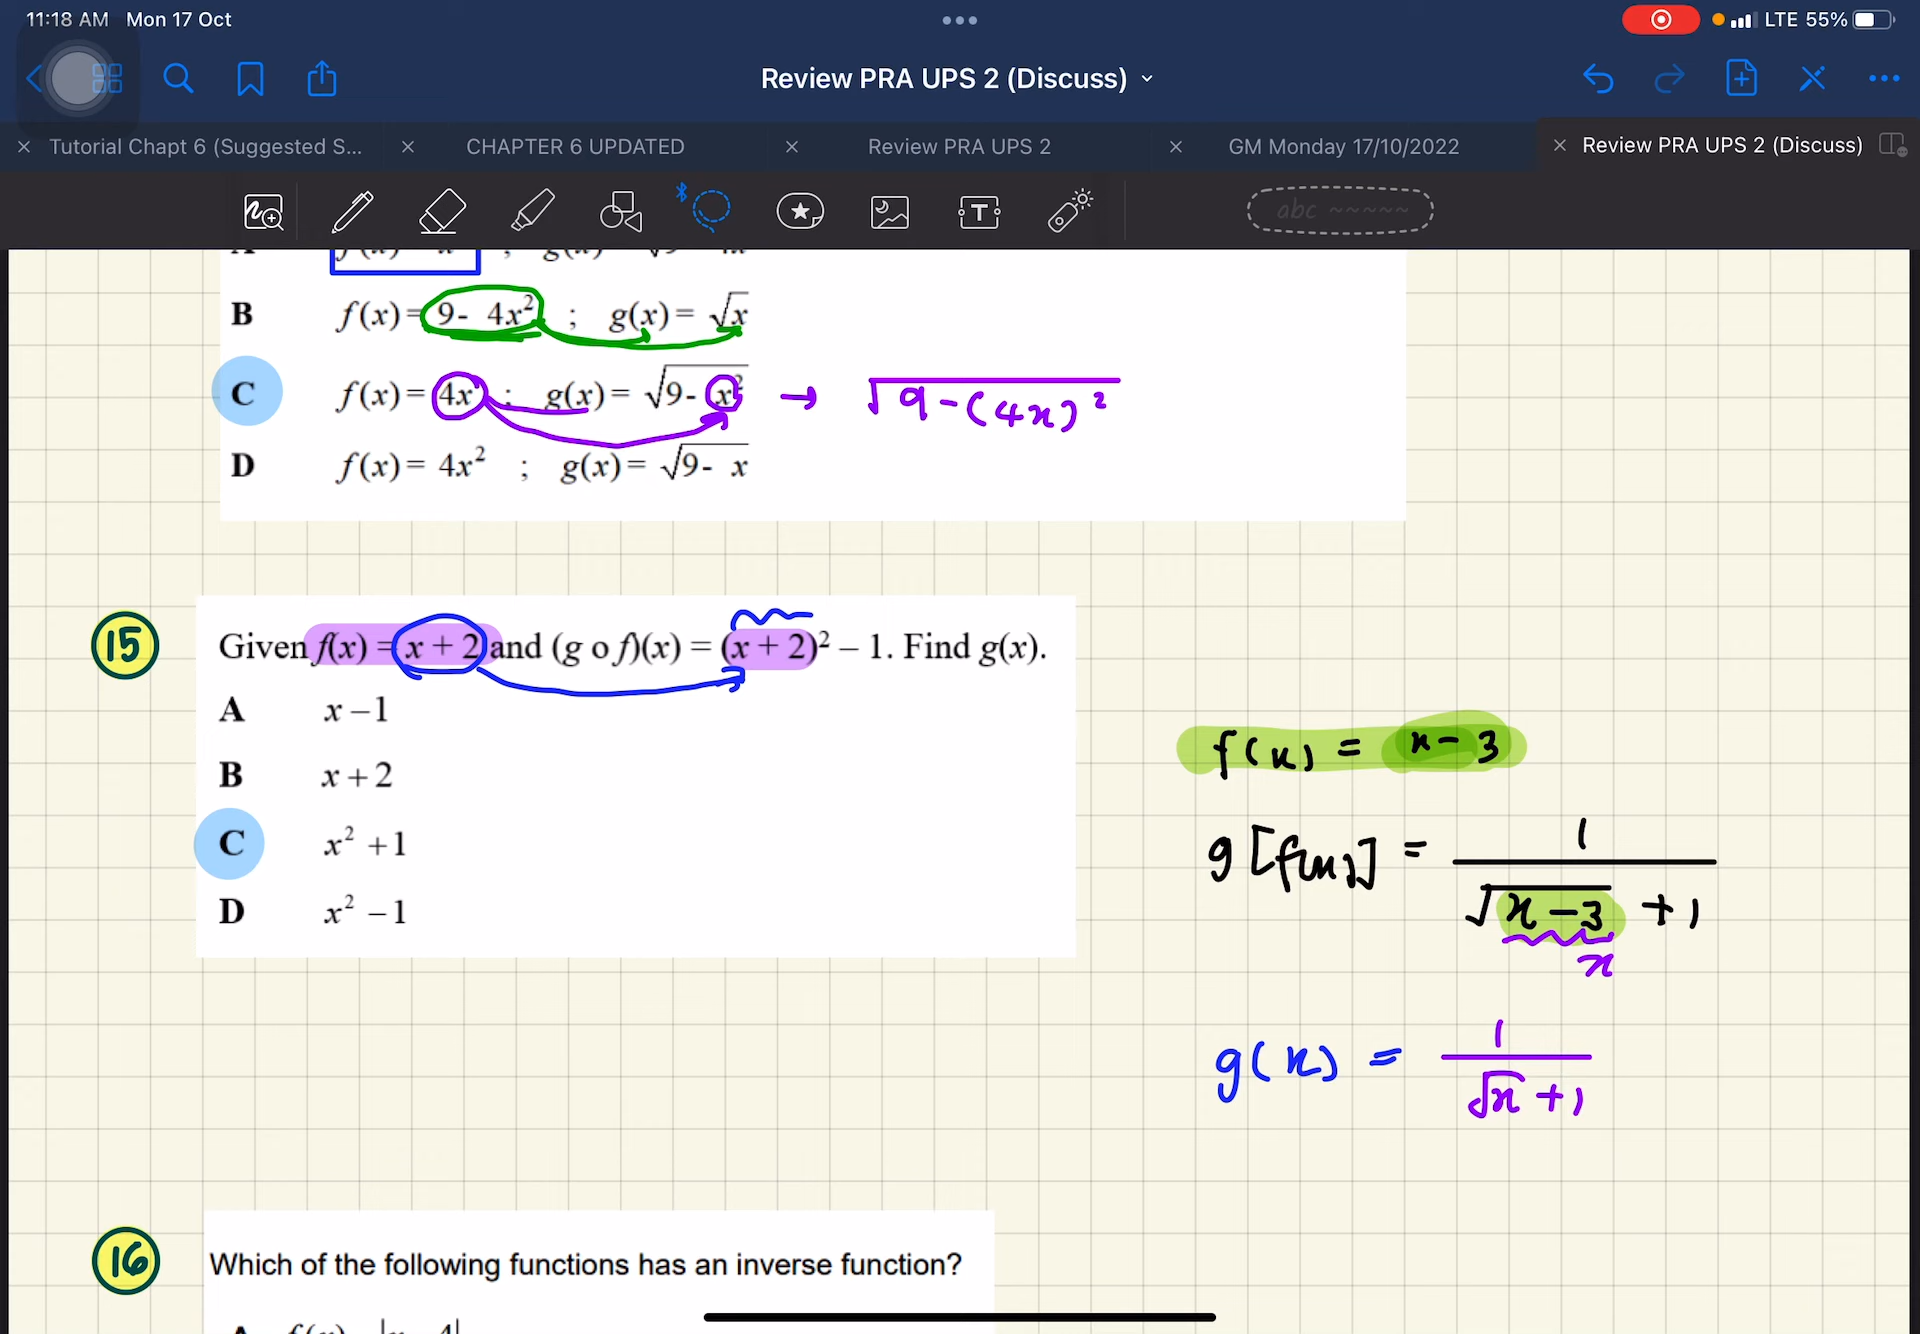 11:18 AM Mon 17 Oct
LTE 55%
Review PRA UPS 2 (Discuss)
Tutorial Chapt 6 (Suggested S...
CHAPTER 6 UPDATED
Review PRA UPS 2
GM Monday 17/10/2022
Review PRA UPS 2 (Discuss)
abc
B f(x) = 9 - 4x² ; g(x) = √x
C f(x) = 4x ; g(x) = √(9 - x²) → √(9-(4x)²)
D f(x) = 4x² ; g(x) = √(9 - x)
15 Given f(x) = x + 2 and (g o f)(x) = (x + 2)² – 1. Find g(x).
A x – 1
B x + 2
C x² + 1
D x² – 1
f(x) = x - 3
g[f(x)] = 1/(√(x-3) + 1)
x
g(x) = 1/(√x + 1)
16 Which of the following functions has an inverse function?